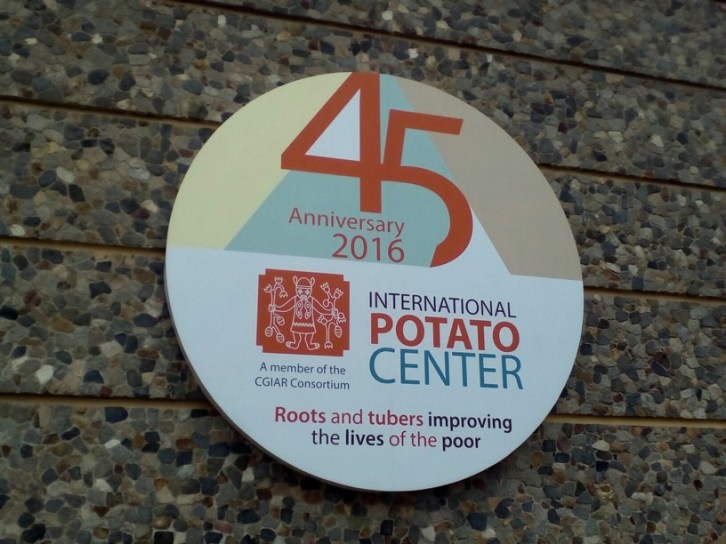 45
Anniversary
2016
INTERNATIONAL
POTATO
CENTER
A member of the
CGIAR Consortium
Roots and tubers improving
the lives of the poor